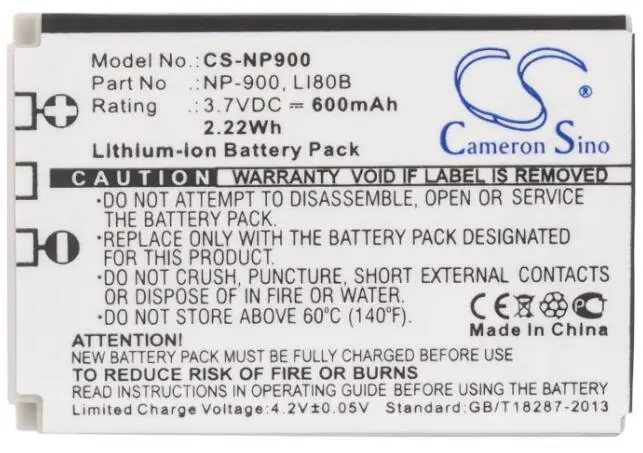 Model No.: CS-NP900
Part No : NP-900, LI80B
Rating : 3.7VDC ⎓ 600mAh
2.22Wh
Lithium-ion Battery Pack
CS
Cameron Sino
CAUTION WARRANTY VOID IF LABEL IS REMOVED
•DO NOT ATTEMPT TO DISASSEMBLE, OPEN OR SERVICE
THE BATTERY PACK.
•REPLACE ONLY WITH THE BATTERY PACK DESIGNATED
FOR THIS PRODUCT.
•DO NOT CRUSH, PUNCTURE, SHORT EXTERNAL CONTACTS
OR DISPOSE OF IN FIRE OR WATER.
•DO NOT STORE ABOVE 60°C (140°F).
CE
Made In China
ATTENTION!
NEW BATTERY PACK MUST BE FULLY CHARGED BEFORE USE.
TO REDUCE RISK OF FIRE OR BURNS
READ INSTRUCTIONS IN BATTERY OPERATING MANUAL BEFORE USE.
Limited Charge Voltage:4.2V±0.05V Standard:GB/T18287-2013